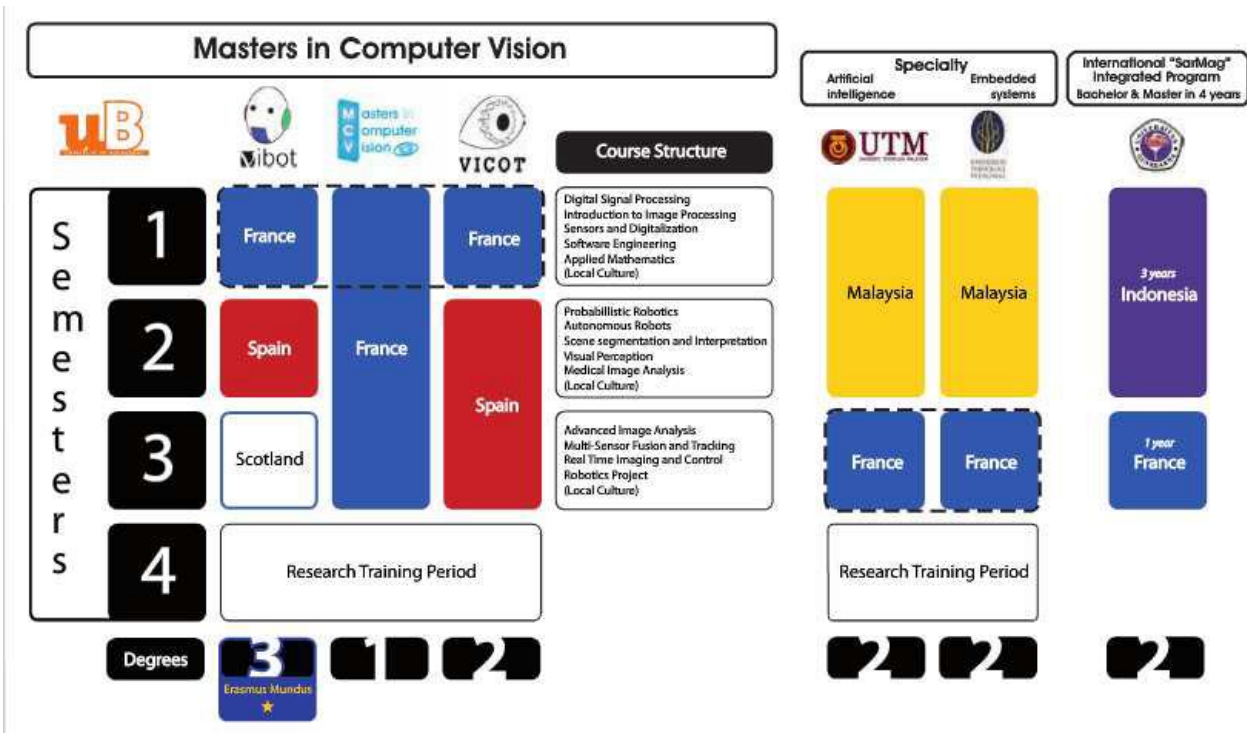 Masters in Computer Vision
Specialty
Artificial intelligence
Embedded systems
International "SarMag"
Integrated Program
Bachelor & Master in 4 years
uB
Vibot
Masters in
Computer
Vision
VICOT
Course Structure
UTM
Semesters
1
France
France
Digital Signal Processing
Introduction to Image Processing
Sensors and Digitalization
Software Engineering
Applied Mathematics
(Local Culture)
Malaysia
Malaysia
3 years
Indonesia
2
Spain
France
Spain
Probabillistic Robotics
Autonomous Robots
Scene segmentation and Interpretation
Visual Perception
Medical Image Analysis
(Local Culture)
3
Scotland
Advanced Image Analysis
Multi-Sensor Fusion and Tracking
Real Time Imaging and Control
Robotics Project
(Local Culture)
France
France
1 year
France
4
Research Training Period
Research Training Period
Degrees
3
Erasmus Mundus
1
2
2
2
2